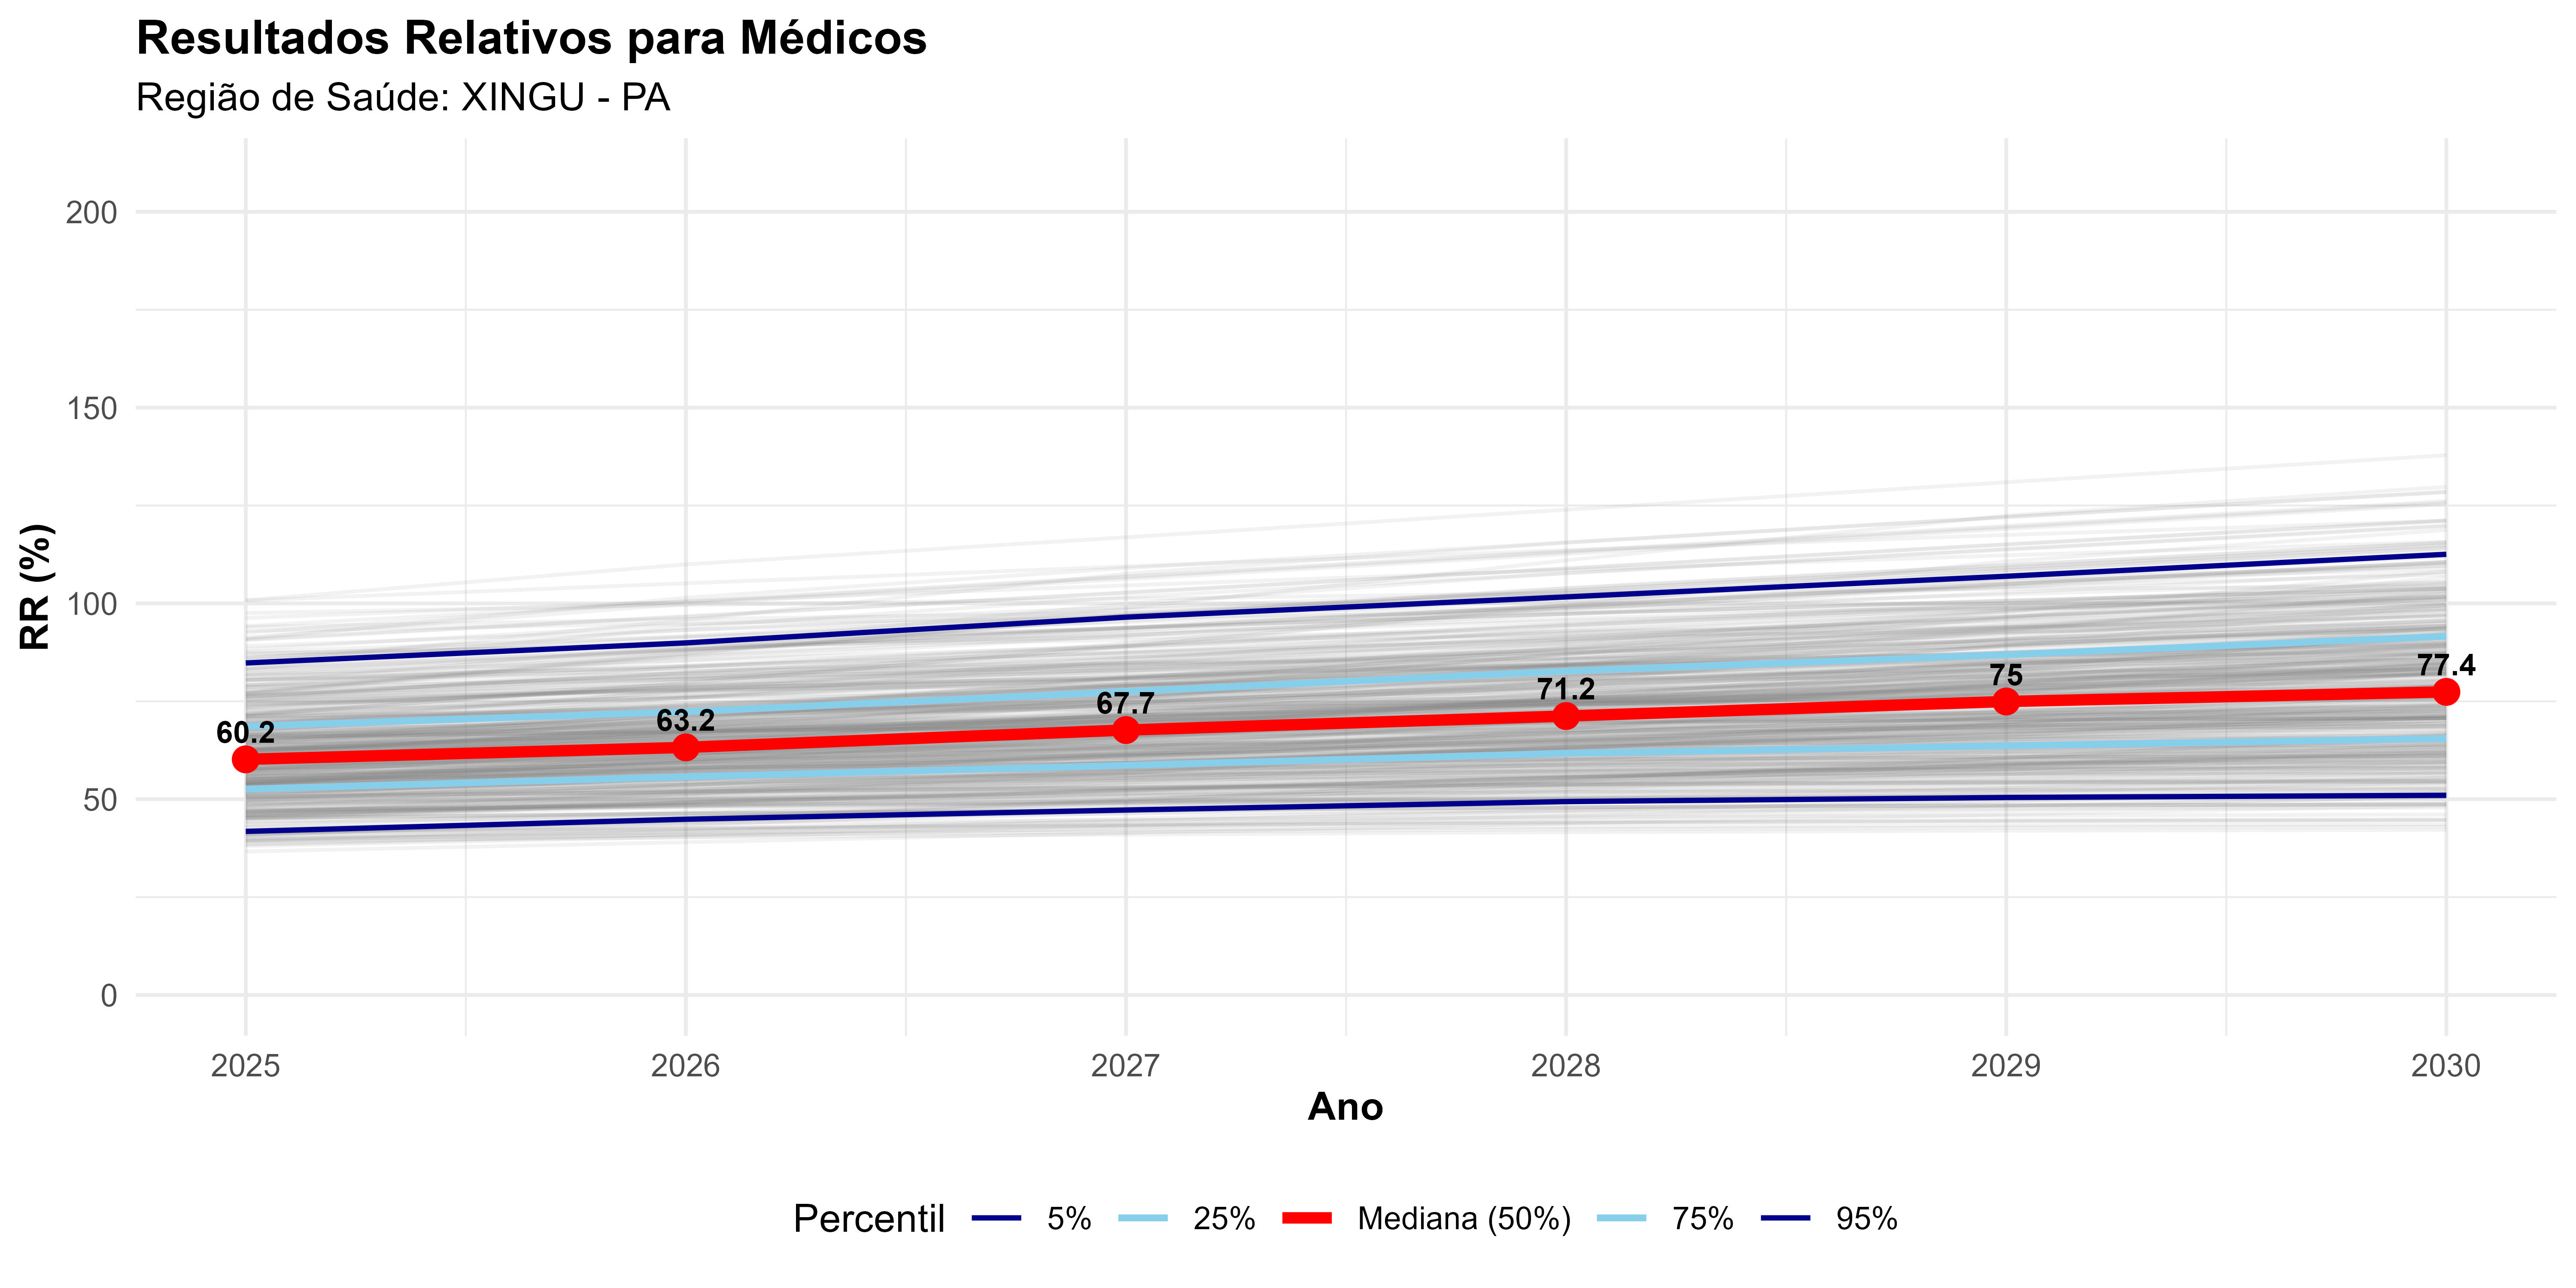 Resultados Relativos para Médicos
Região de Saúde: XINGU - PA
RR (%)
200
150
100
50
0
60.2
63.2
67.7
71.2
75
77.4
2025 2026 2027 2028 2029 2030
Ano
Percentil 5% 25% Mediana (50%) 75% 95%